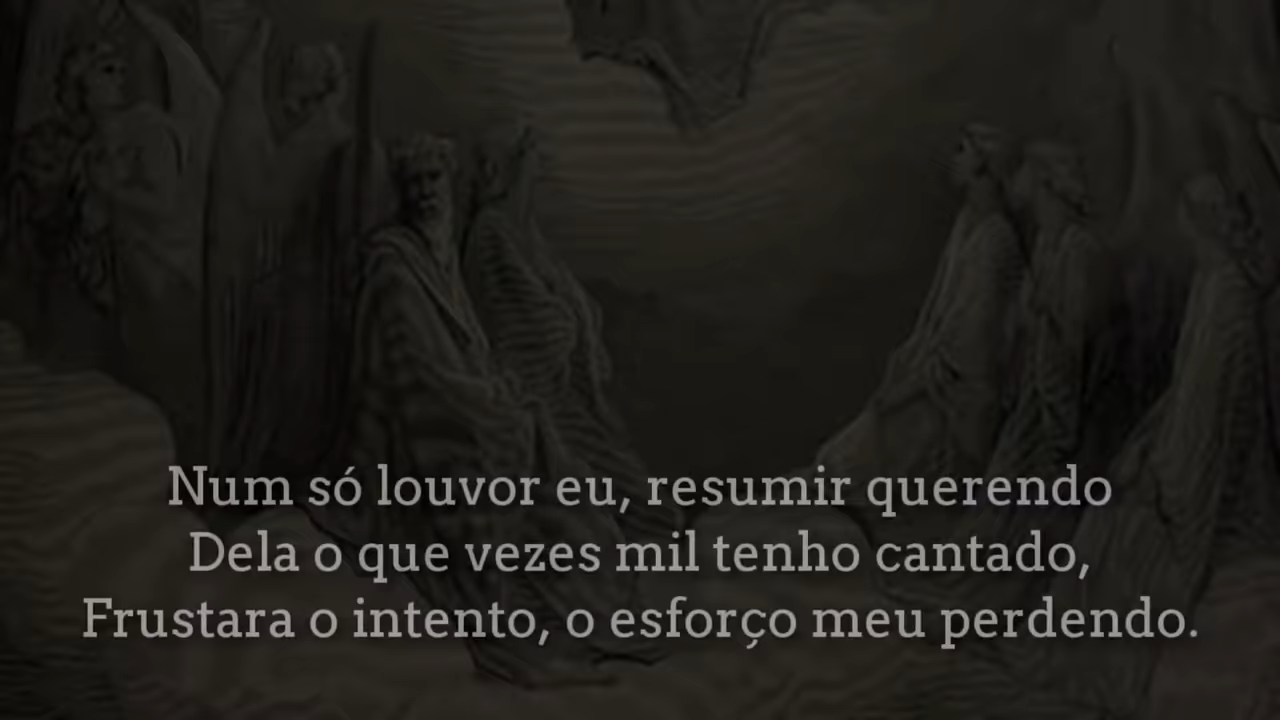 Num só louvor eu, resumir querendo
Dela o que vezes mil tenho cantado,
Frustara o intento, o esforço meu perdendo.